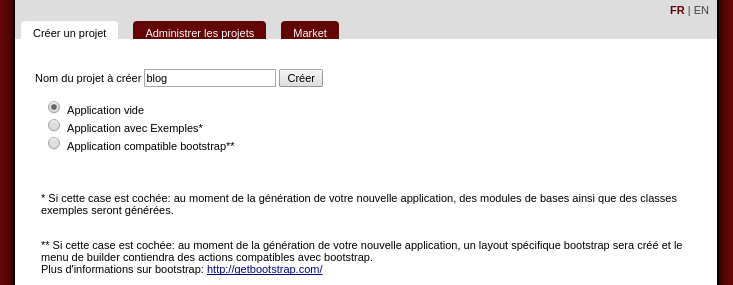 FR | EN
Créer un projet Administrer les projets Market
Nom du projet à créer blog Créer
Application vide
Application avec Exemples*
Application compatible bootstrap**
* Si cette case est cochée: au moment de la génération de votre nouvelle application, des modules de bases ainsi que des classes
exemples seront générées.
** Si cette case est cochée: au moment de la génération de votre nouvelle application, un layout spécifique bootstrap sera créé et le
menu de builder contiendra des actions compatibles avec bootstrap.
Plus d'informations sur bootstrap: http://getbootstrap.com/